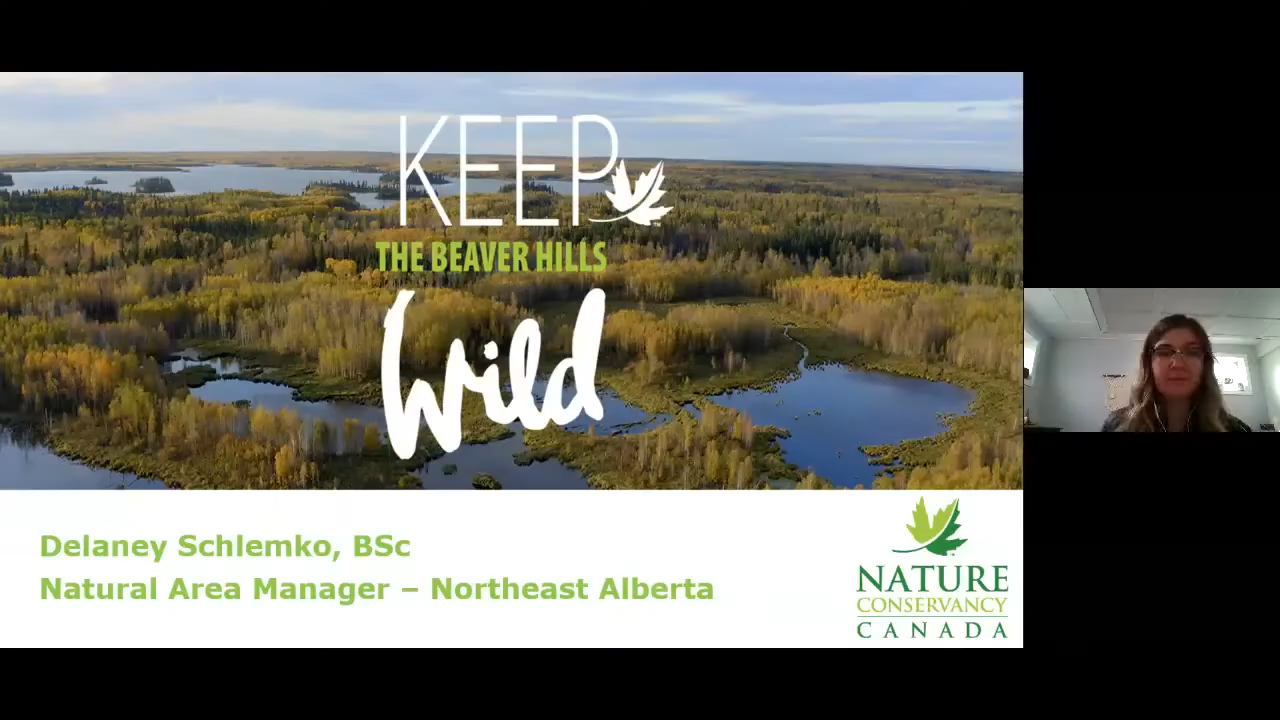 KEEP
THE BEAVER HILLS
Wild
Delaney Schlemko, BSc
Natural Area Manager – Northeast Alberta
NATURE
CONSERVANCY
CANADA